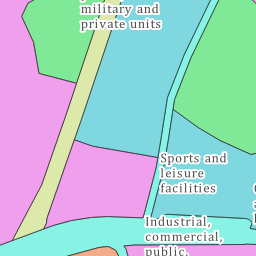 military and
private units
Sports and
leisure
facilities
Industrial,
commercial,
public,